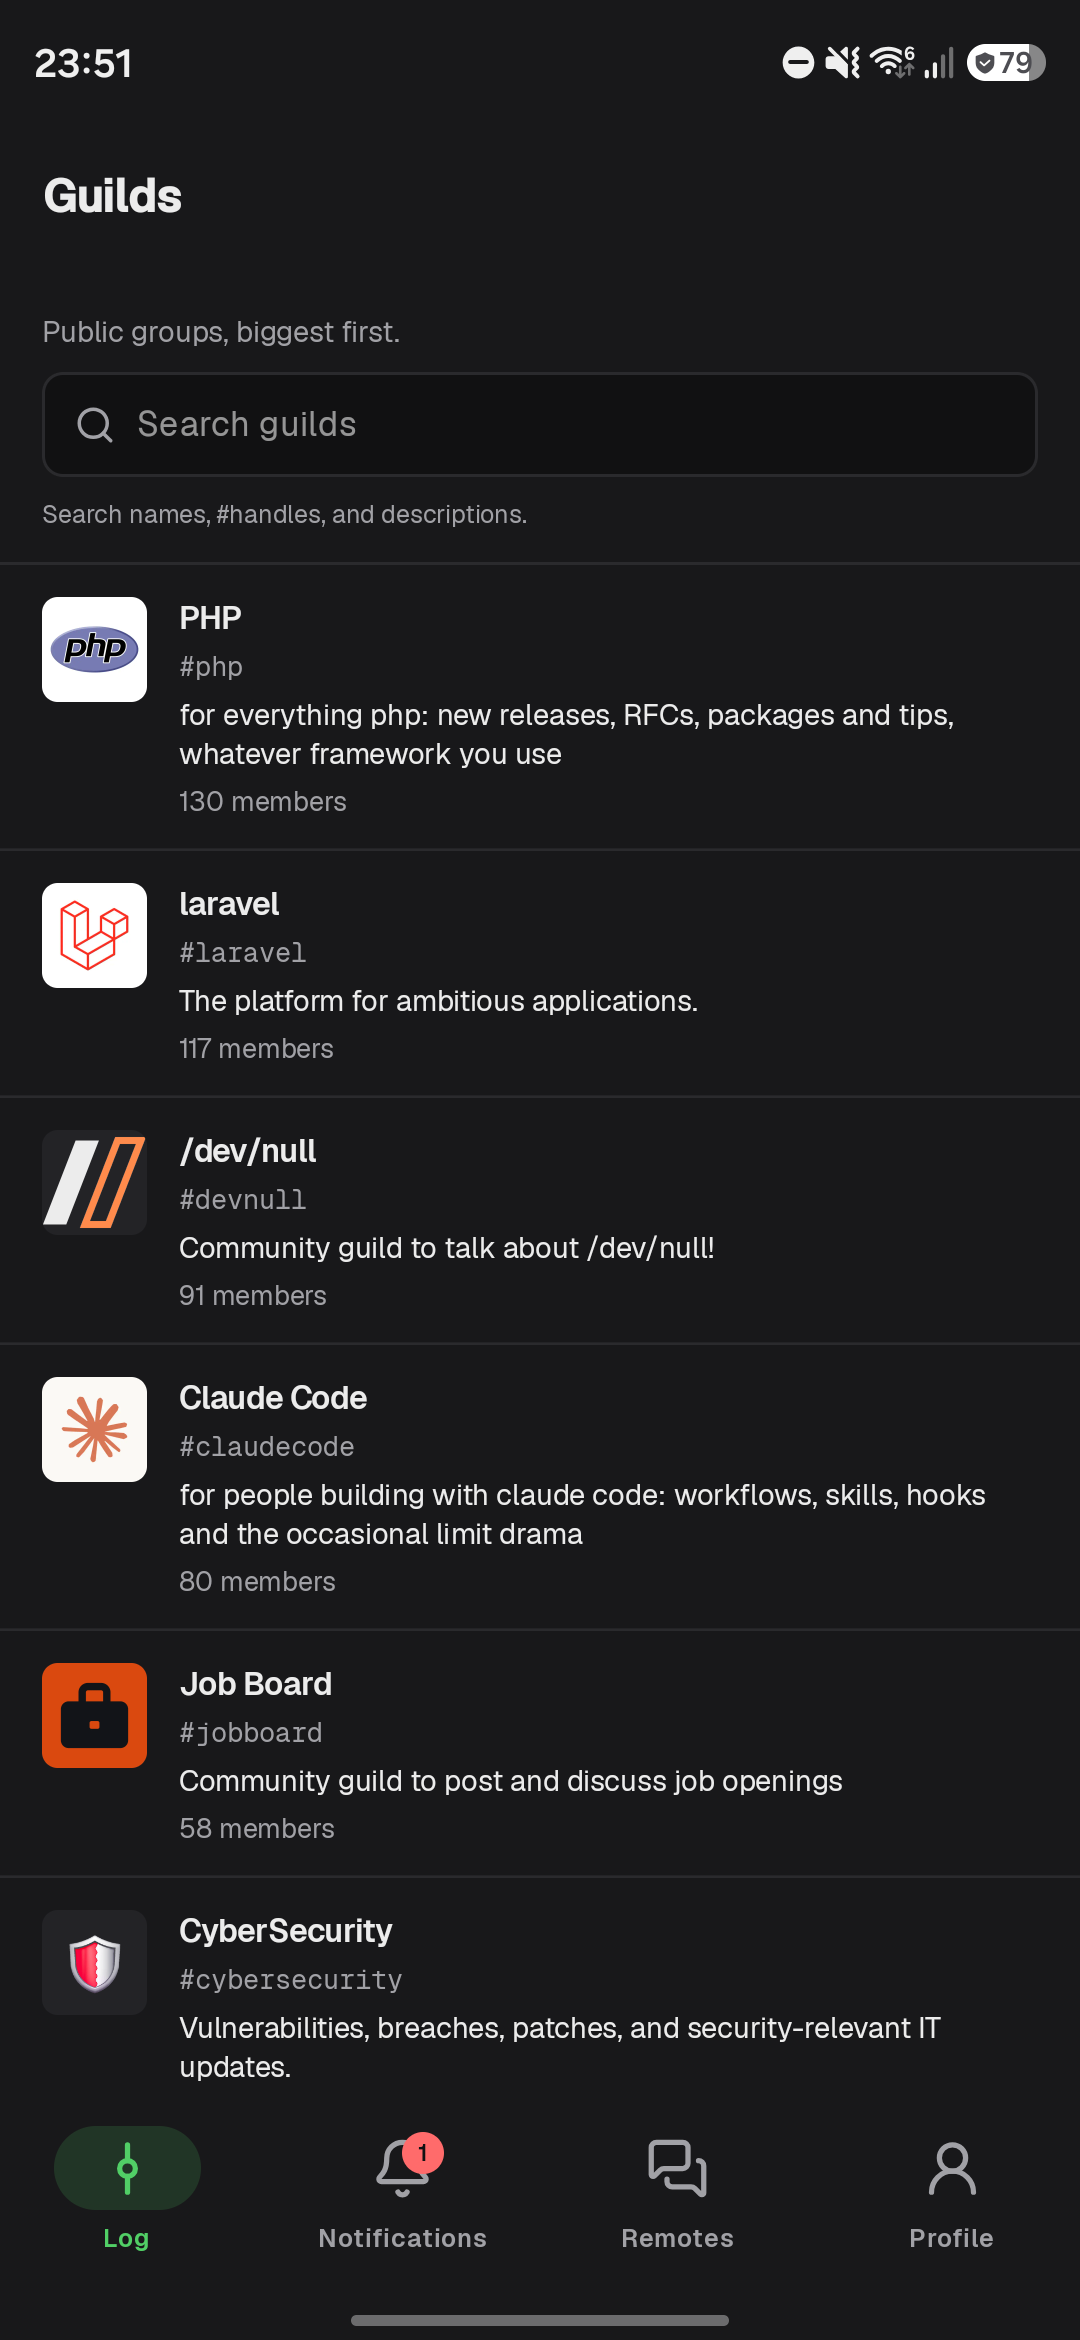 23:51
6
79
Guilds
Public groups, biggest first.
Search guilds
Search names, #handles, and descriptions.
php
PHP
#php
for everything php: new releases, RFCs, packages and tips,
whatever framework you use
130 members
laravel
#laravel
The platform for ambitious applications.
117 members
/dev/null
#devnull
Community guild to talk about /dev/null!
91 members
Claude Code
#claudecode
for people building with claude code: workflows, skills, hooks
and the occasional limit drama
80 members
Job Board
#jobboard
Community guild to post and discuss job openings
58 members
CyberSecurity
#cybersecurity
Vulnerabilities, breaches, patches, and security-relevant IT
updates.
1
Log
Notifications
Remotes
Profile